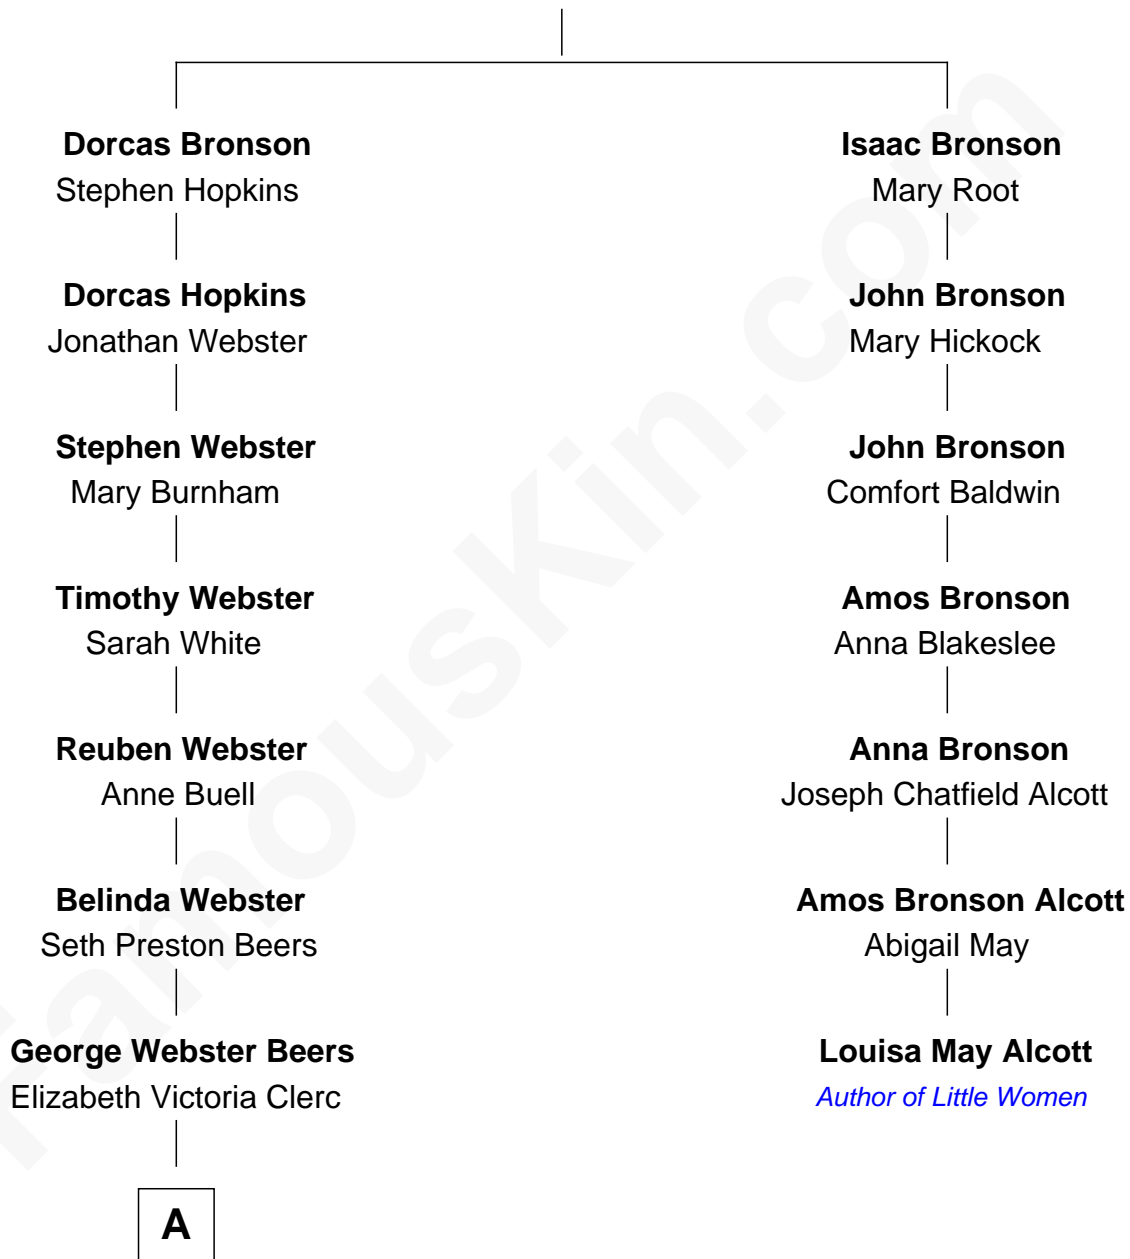 Dorcas Bronson
Stephen Hopkins
Isaac Bronson
Mary Root
Dorcas Hopkins
Jonathan Webster
John Bronson
Mary Hickock
Stephen Webster
Mary Burnham
John Bronson
Comfort Baldwin
Timothy Webster
Sarah White
Amos Bronson
Anna Blakeslee
Reuben Webster
Anne Buell
Anna Bronson
Joseph Chatfield Alcott
Belinda Webster
Seth Preston Beers
Amos Bronson Alcott
Abigail May
George Webster Beers
Elizabeth Victoria Clerc
Louisa May Alcott
Author of Little Women
A
FamousKin.com